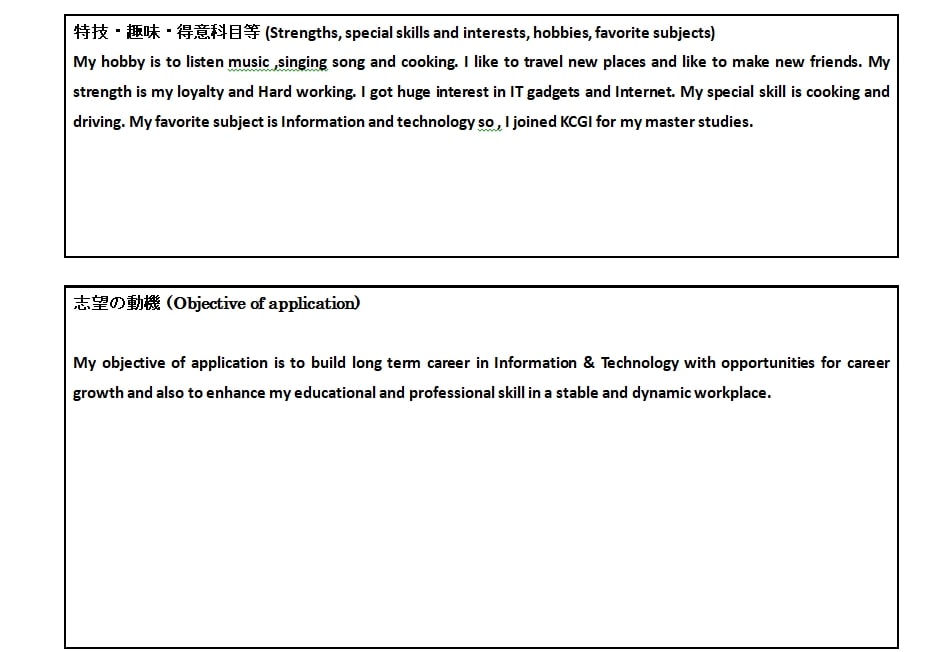 特技・趣味・得意科目等 (Strengths, special skills and interests, hobbies, favorite subjects)
My hobby is to listen music ,singing song and cooking. I like to travel new places and like to make new friends. My
strength is my loyalty and Hard working. I got huge interest in IT gadgets and Internet. My special skill is cooking and
driving. My favorite subject is Information and technology so , I joined KCGI for my master studies.
志望の動機 (Objective of application)
My objective of application is to build long term career in Information & Technology with opportunities for career
growth and also to enhance my educational and professional skill in a stable and dynamic workplace.